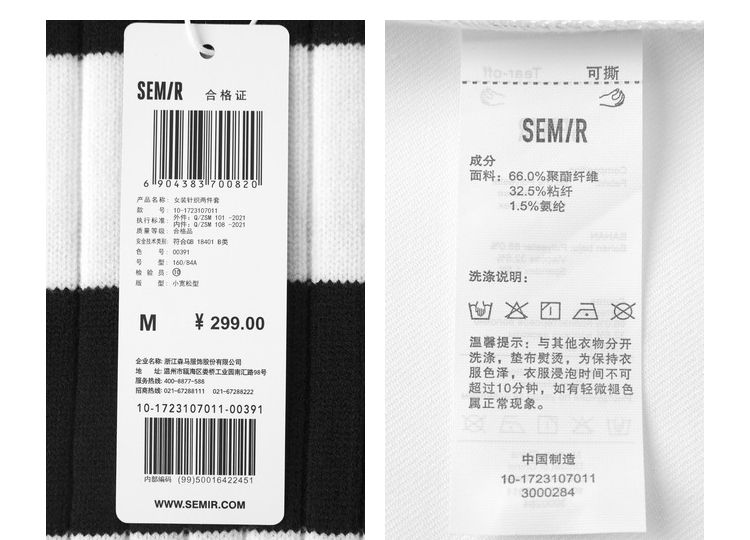 SEMIR 合格证
6 904383 700820
产品名称: 女装针织两件套
款 号: 10-1723107011
执行标准: 外件: Q/ZSM 101 -2021
内件: Q/ZSM 108 -2021
质量等级: 合格品
安全技术类别: 符合GB 18401 B类
色 号: 00391
号 型: 160/84A
检 验 员: ⑩
版 型: 小宽松型
M ¥ 299.00
企业名称: 浙江森马服饰股份有限公司
地 址: 温州市瓯海区娄桥工业园南汇路98号
服务热线: 400-8877-588
招商热线: 021-67288111 021-67288222
10-1723107011-00391
内部编码 (99)50016422451
WWW.SEMIR.COM
Tear-off 可撕
SEMIR
成分
面料: 66.0%聚酯纤维
32.5%粘纤
1.5%氨纶
洗涤说明:
温馨提示: 与其他衣物分开
洗涤, 垫布熨烫, 为保持衣
服色泽, 衣服浸泡时间不可
超过10分钟, 如有轻微褪色
属正常现象。
中国制造
10-1723107011
3000284